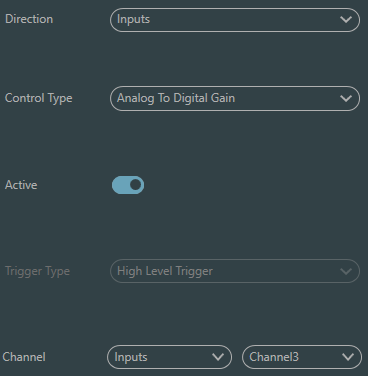 Direction Inputs
Control Type Analog To Digital Gain
Active
Trigger Type High Level Trigger
Channel Inputs Channel3